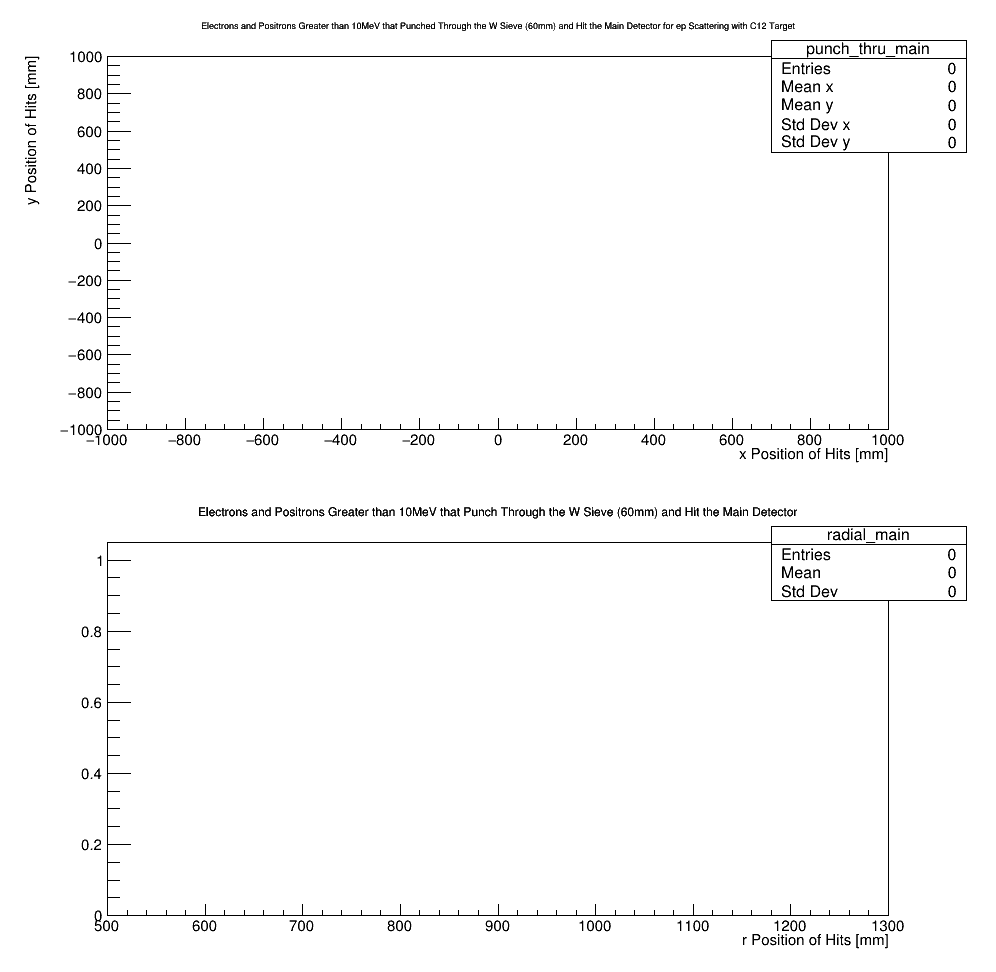 Electrons and Positrons Greater than 10MeV that Punched Through the W Sieve (60mm) and Hit the Main Detector for ep Scattering with C12 Target
punch_thru_main
Entries 0
Mean x 0
Mean y 0
Std Dev x 0
Std Dev y 0
y Position of Hits [mm]
1000
800
600
400
200
0
−200
−400
−600
−800
−1000
−1000 −800 −600 −400 −200 0 200 400 600 800 1000
x Position of Hits [mm]
Electrons and Positrons Greater than 10MeV that Punch Through the W Sieve (60mm) and Hit the Main Detector
radial_main
Entries 0
Mean 0
Std Dev 0
1
0.8
0.6
0.4
0.2
0
500 600 700 800 900 1000 1100 1200 1300
r Position of Hits [mm]